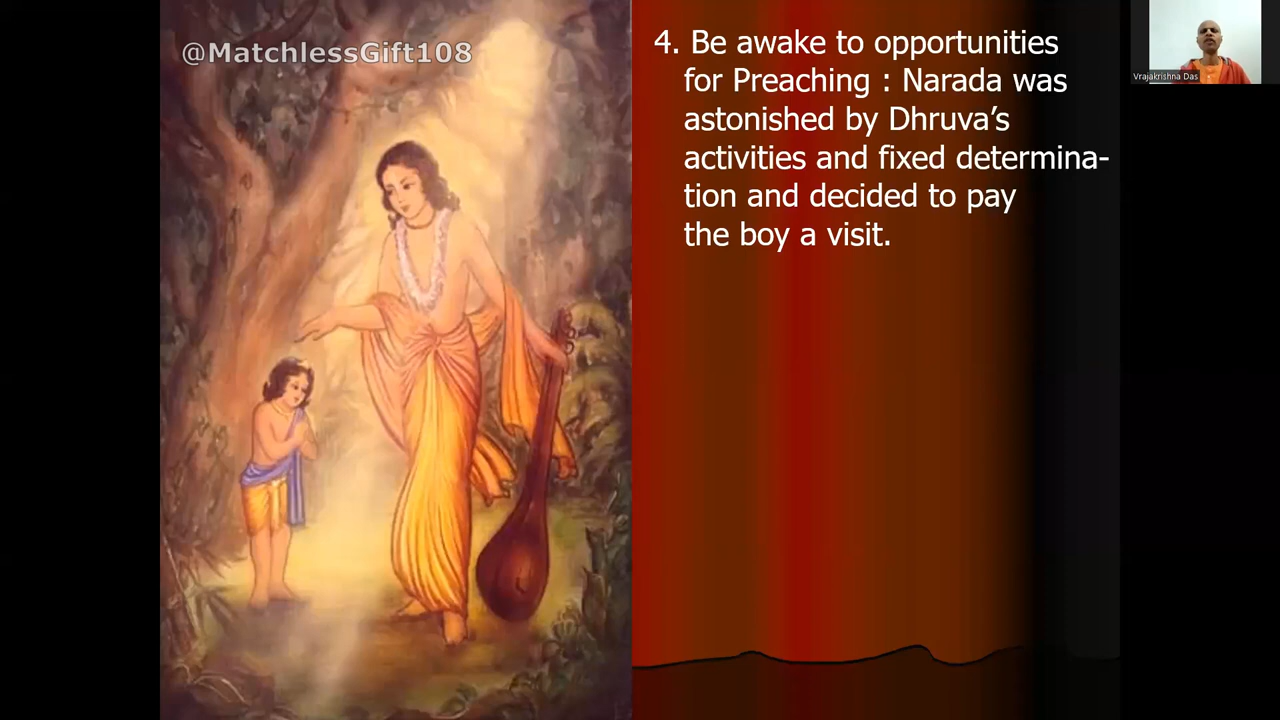 @MatchlessGift108
4. Be awake to opportunities
for Preaching : Narada was
astonished by Dhruva’s
activities and fixed determina-
tion and decided to pay
the boy a visit.
Vrajakrishna Das